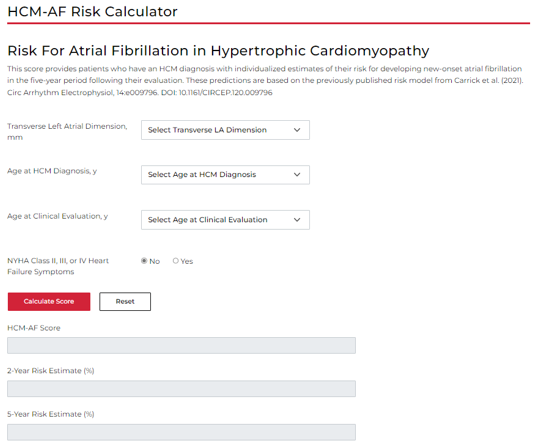 HCM-AF Risk Calculator
Risk For Atrial Fibrillation in Hypertrophic Cardiomyopathy
This score provides patients who have an HCM diagnosis with individualized estimates of their risk for developing new-onset atrial fibrillation
in the five-year period following their evaluation. These predictions are based on the previously published risk model from Carrick et al. (2021).
Circ Arrhythm Electrophysiol, 14:e009796. DOI: 10.1161/CIRCEP.120.009796
Transverse Left Atrial Dimension,
mm
Select Transverse LA Dimension
Age at HCM Diagnosis, y
Select Age at HCM Diagnosis
Age at Clinical Evaluation, y
Select Age at Clinical Evaluation
NYHA Class II, III, or IV Heart
Failure Symptoms
No Yes
Calculate Score Reset
HCM-AF Score
2-Year Risk Estimate (%)
5-Year Risk Estimate (%)